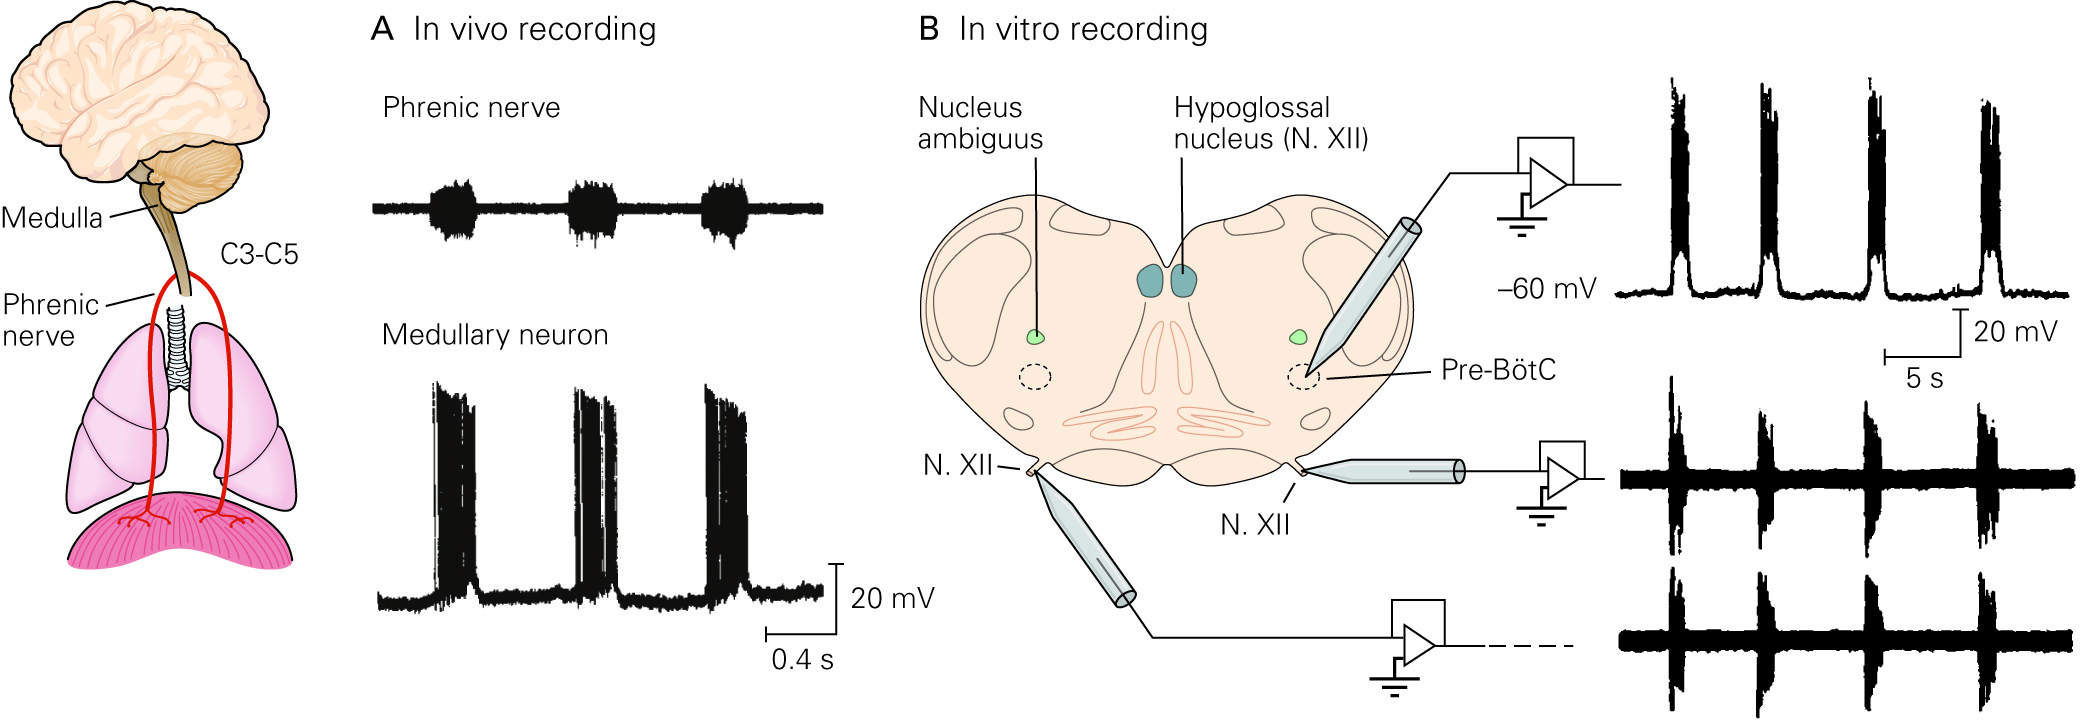 A In vivo recording
Phrenic nerve
Medullary neuron
20 mV
0.4 s
Medulla
C3-C5
Phrenic
nerve
B In vitro recording
Nucleus
ambiguus
Hypoglossal
nucleus (N. XII)
–60 mV
20 mV
5 s
Pre-BötC
N. XII
N. XII